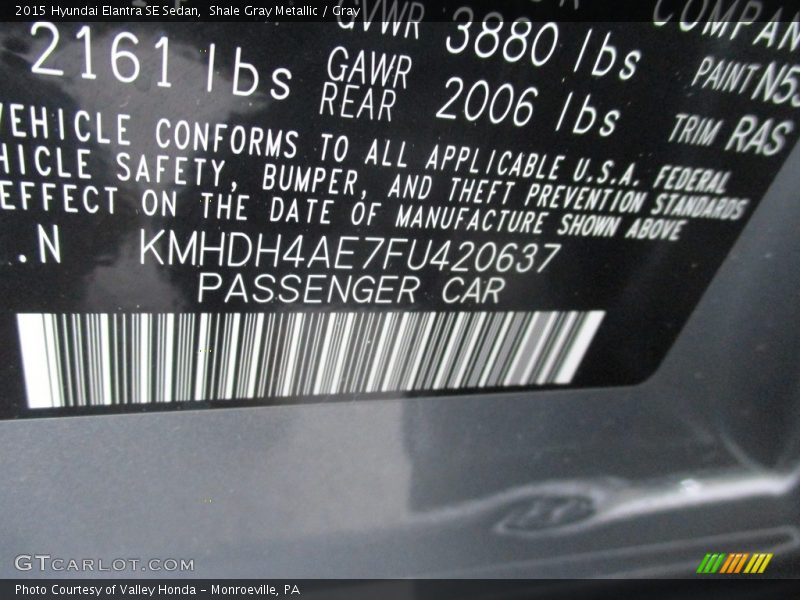 2015 Hyundai Elantra SE Sedan, Shale Gray Metallic / Gray
GVWR 3880 lbs
2161 lbs
GAWR REAR 2006 lbs
PAINT
TRIM RAS
VEHICLE CONFORMS TO ALL APPLICABLE U.S.A. FEDERAL
SAFETY, BUMPER, AND THEFT PREVENTION STANDARDS
EFFECT ON THE DATE OF MANUFACTURE SHOWN ABOVE
.N KMHDH4AE7FU420637
PASSENGER CAR
GTCARLOT.COM
Photo Courtesy of Valley Honda - Monroeville, PA